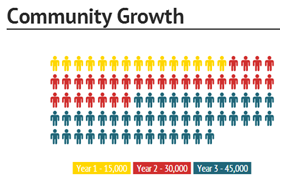 Community Growth
Year 1 - 15,000 Year 2 - 30,000 Year 3 - 45,000